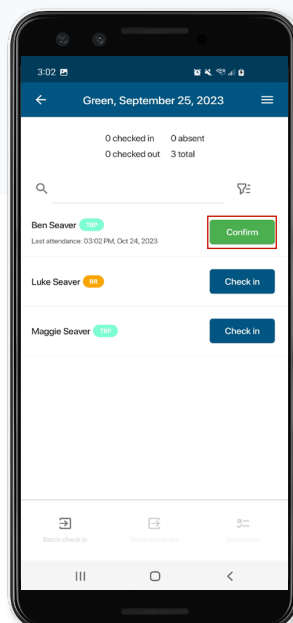 3:02
Green, September 25, 2023
0 checked in 0 absent
0 checked out 3 total
Ben Seaver TBP
Last attendance: 03:02 PM, Oct 24, 2023
Confirm
Luke Seaver RR
Check in
Maggie Seaver TBP
Check in
Batch check in